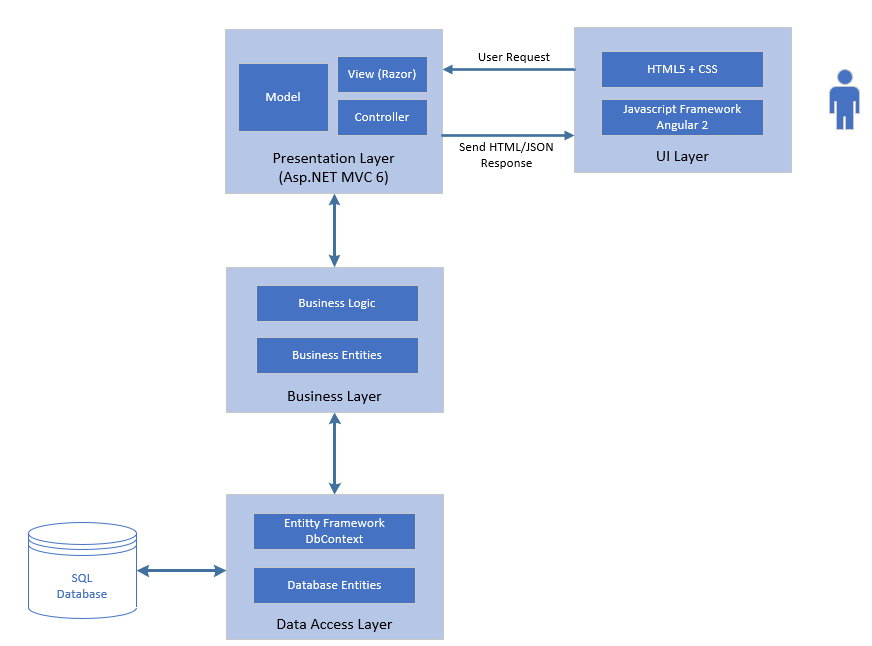 Model
View (Razor)
Controller
Presentation Layer
(Asp.NET MVC 6)
User Request
Send HTML/JSON
Response
HTML5 + CSS
Javascript Framework
Angular 2
UI Layer
Business Logic
Business Entities
Business Layer
Entitty Framework
DbContext
Database Entities
Data Access Layer
SQL
Database